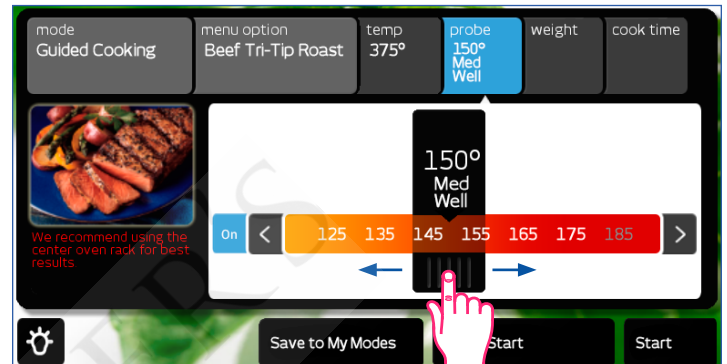 mode
Guided Cooking
menu option
Beef Tri-Tip Roast
temp
375°
probe
150°
Med
Well
weight
cook time
150°
Med
Well
On
125 135 145 155 165 175 185
We recommend using the
center oven rack for best
results
Save to My Modes
Start
Start